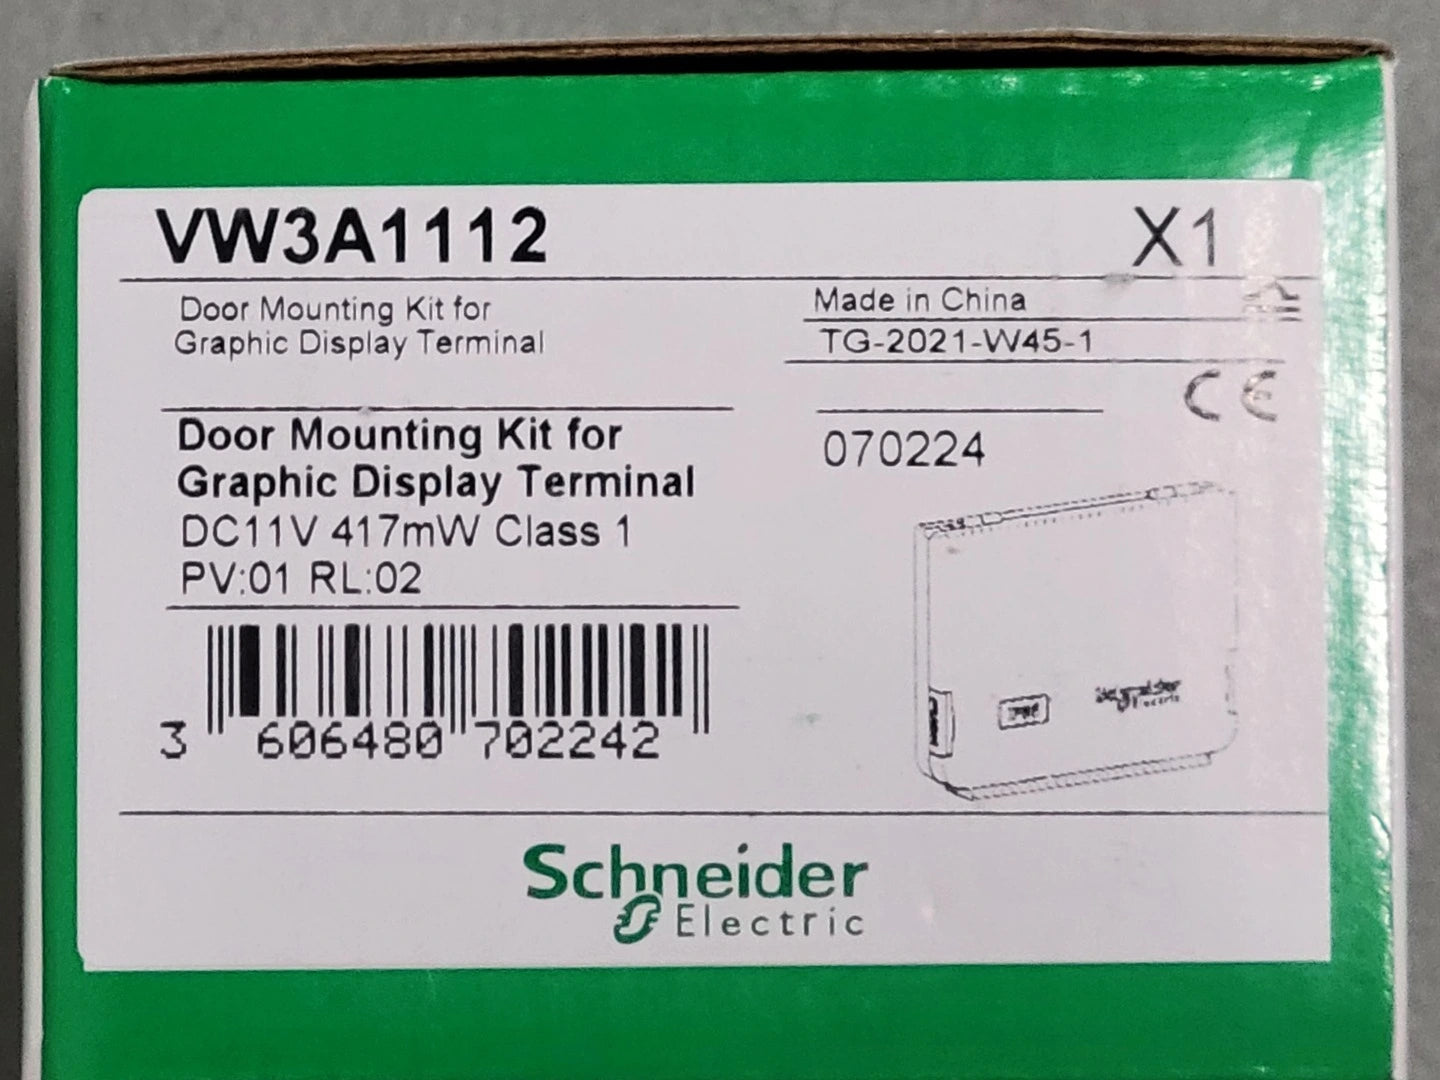 VW3A1112
X1
Door Mounting Kit for
Graphic Display Terminal
Made in China
TG-2021-W45-1
CE
Door Mounting Kit for
Graphic Display Terminal
DC11V 417mW Class 1
PV:01 RL:02
070224
3 606480 702242
Schneider
Electric
Schneider
Electric